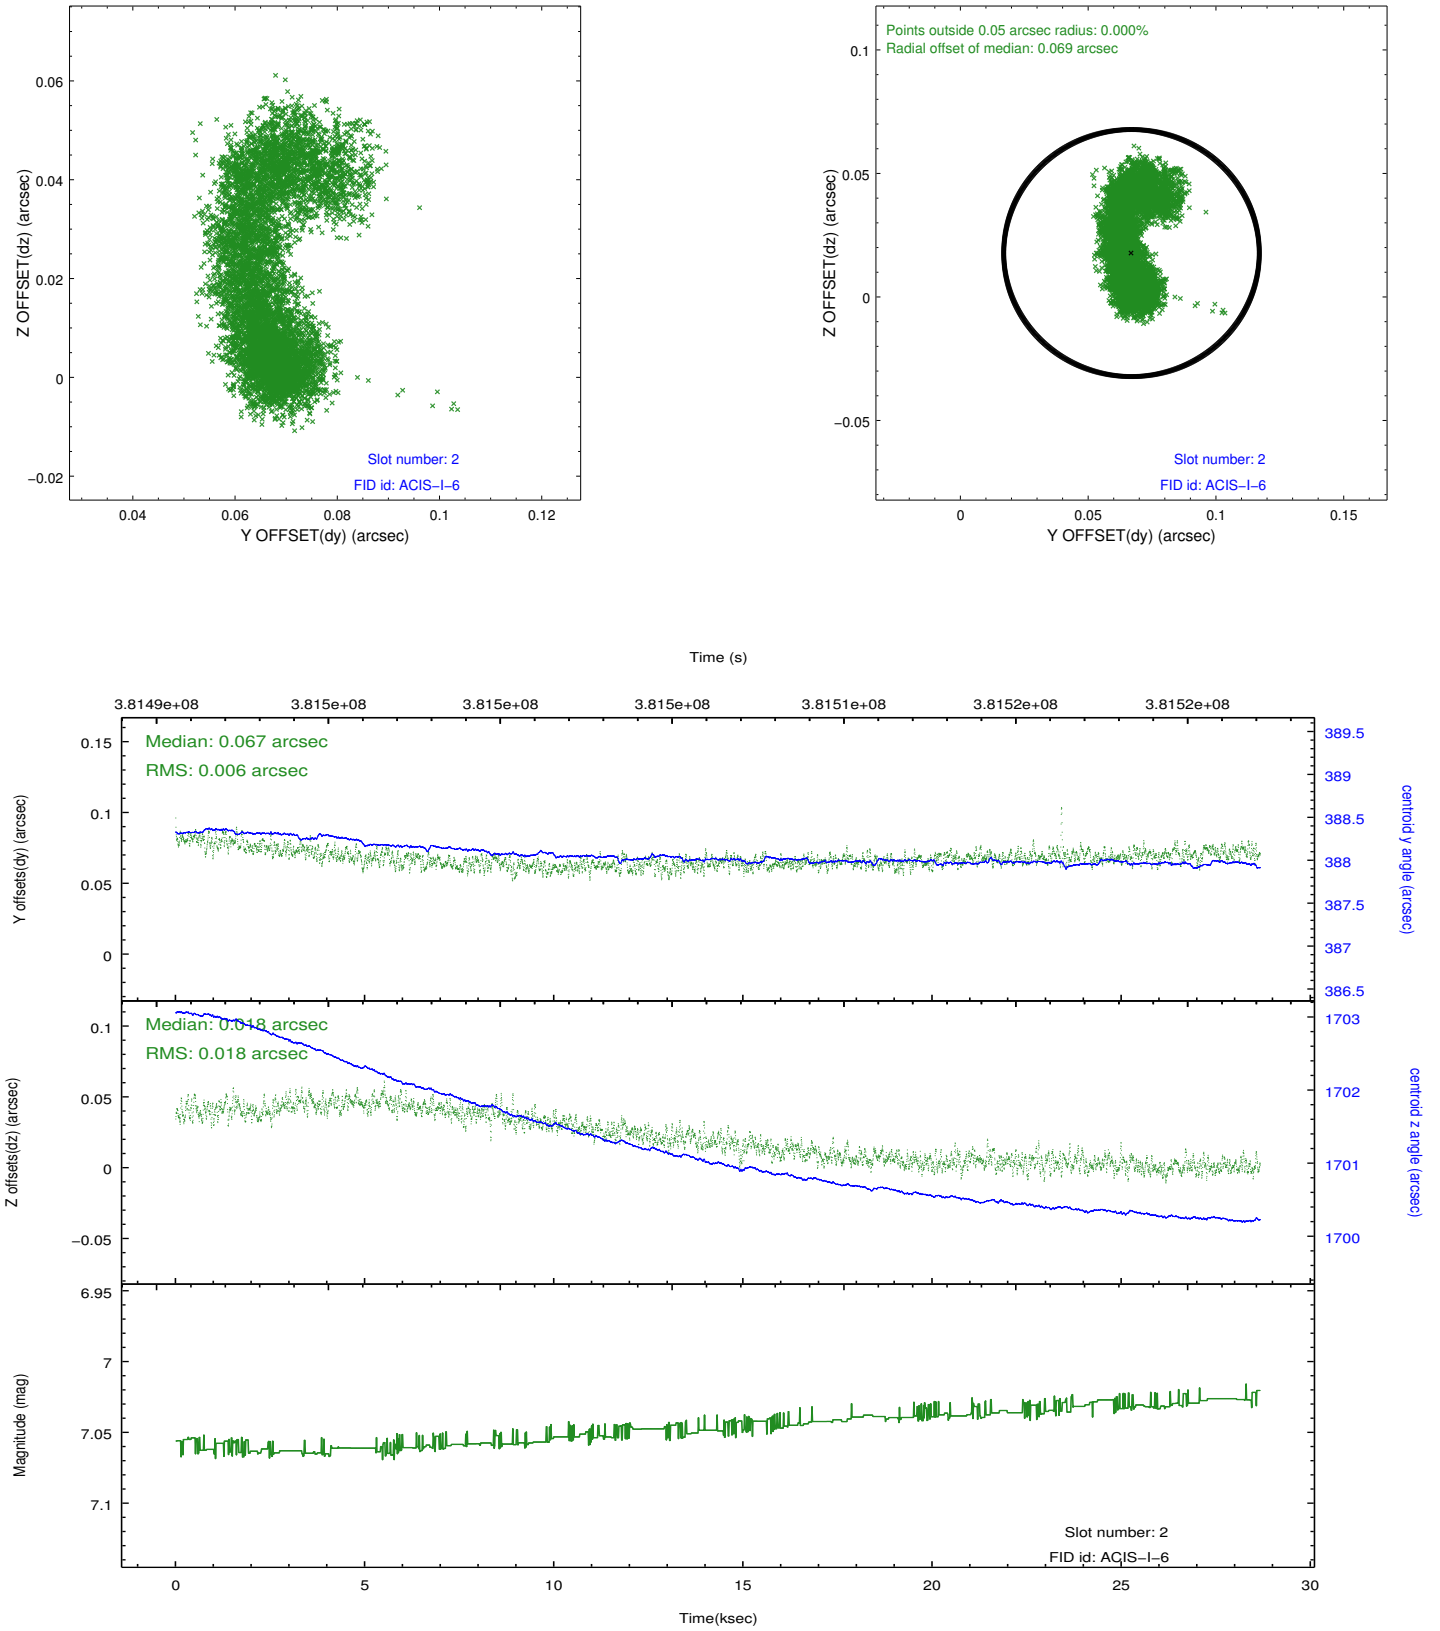 0.06
0.04
0.02
0
−0.02
Z OFFSET(dz) (arcsec)
Slot number: 2
FID id: ACIS−I−6
0.04
0.06
0.08
0.1
0.12
Y OFFSET(dy) (arcsec)
Points outside 0.05 arcsec radius: 0.000%
Radial offset of median: 0.069 arcsec
0.1
0.05
0
−0.05
Z OFFSET(dz) (arcsec)
Slot number: 2
FID id: ACIS−I−6
0
0.05
0.1
0.15
Y OFFSET(dy) (arcsec)
Time (s)
3.8149e+08
3.815e+08
3.815e+08
3.815e+08
3.8151e+08
3.8152e+08
3.8152e+08
Median: 0.067 arcsec
RMS: 0.006 arcsec
0.15
0.1
0.05
0
Y offsets(dy) (arcsec)
389.5
389
388.5
388
387.5
387
386.5
centroid y angle (arcsec)
Median: 0.018 arcsec
RMS: 0.018 arcsec
0.1
0.05
0
−0.05
Z offsets(dz) (arcsec)
1703
1702
1701
1700
centroid z angle (arcsec)
6.95
7
7.05
7.1
Magnitude (mag)
Slot number: 2
FID id: ACIS−I−6
0
5
10
15
20
25
30
Time(ksec)